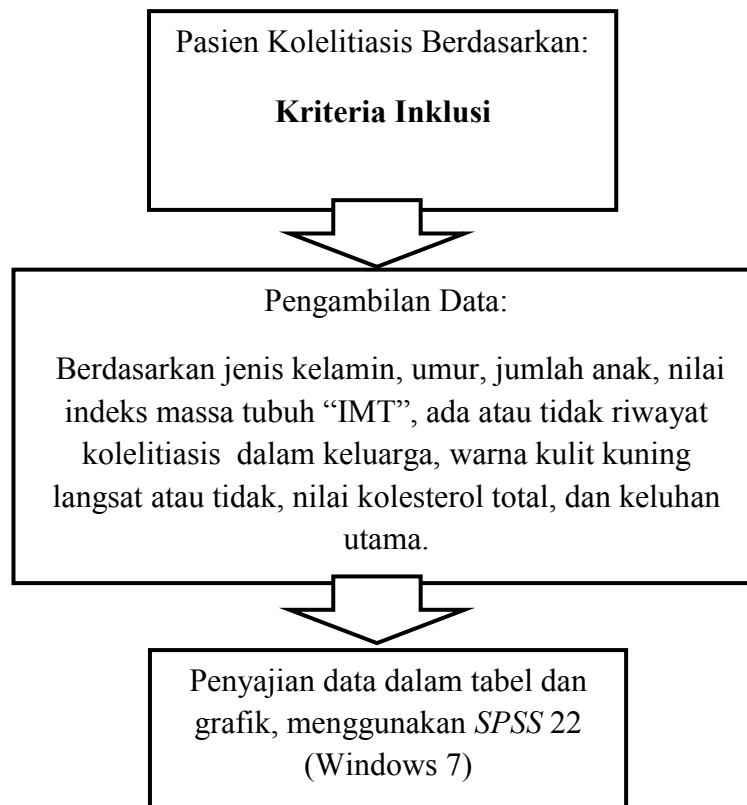 Pasien Kolelitiasis Berdasarkan:
Kriteria Inklusi
Pengambilan Data:
Berdasarkan jenis kelamin, umur, jumlah anak, nilai
indeks massa tubuh “IMT”, ada atau tidak riwayat
kolelitiasis dalam keluarga, warna kulit kuning
langsat atau tidak, nilai kolesterol total, dan keluhan
utama.
Penyajian data dalam tabel dan
grafik, menggunakan SPSS 22
(Windows 7)